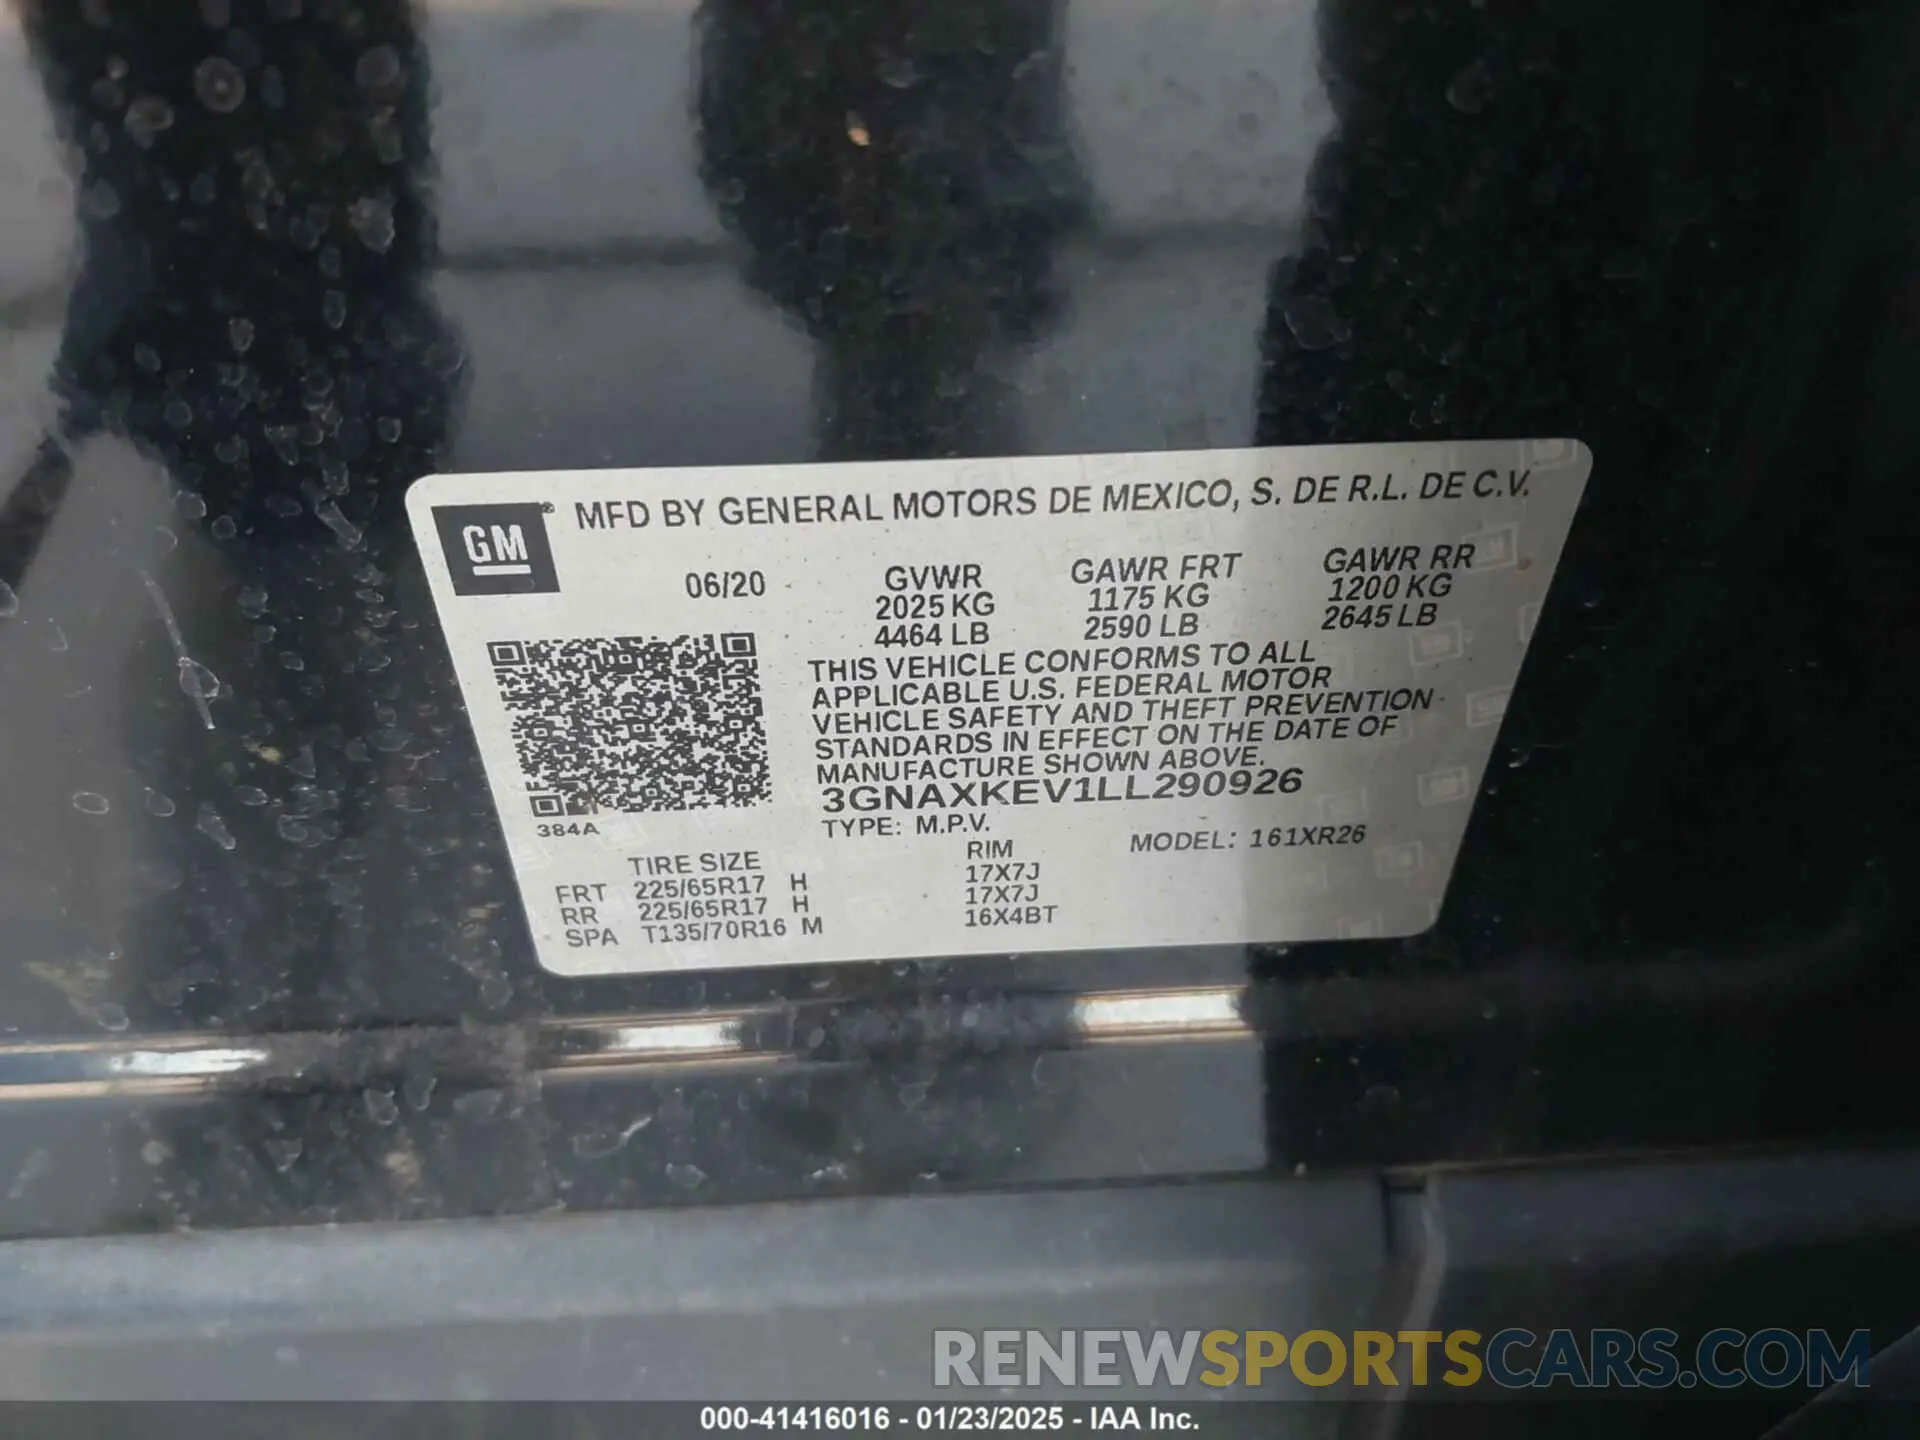 GM® MFD BY GENERAL MOTORS DE MEXICO, S. DE R.L. DE C.V.
06/20 GVWR GAWR FRT GAWR RR
2025 KG 1175 KG 1200 KG
4464 LB 2590 LB 2645 LB
THIS VEHICLE CONFORMS TO ALL
APPLICABLE U.S. FEDERAL MOTOR
VEHICLE SAFETY AND THEFT PREVENTION
STANDARDS IN EFFECT ON THE DATE OF
MANUFACTURE SHOWN ABOVE.
3GNAXKEV1LL290926
384A
TYPE: M.P.V.
MODEL: 161XR26
TIRE SIZE RIM
FRT 225/65R17 H 17X7J
RR 225/65R17 H 17X7J
SPA T135/70R16 M 16X4BT
RENEWSPORTSCARS.COM
000-41416016 - 01/23/2025 - IAA Inc.